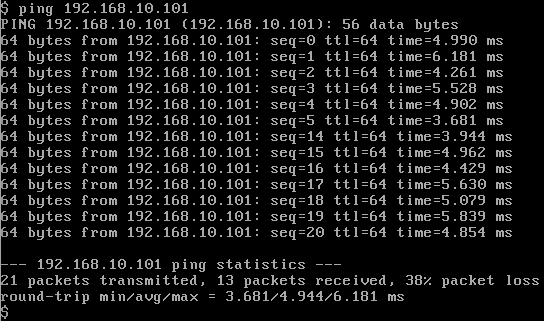 $ ping 192.168.10.101
PING 192.168.10.101 (192.168.10.101): 56 data bytes
64 bytes from 192.168.10.101: seq=0 ttl=64 time=4.990 ms
64 bytes from 192.168.10.101: seq=1 ttl=64 time=6.181 ms
64 bytes from 192.168.10.101: seq=2 ttl=64 time=4.261 ms
64 bytes from 192.168.10.101: seq=3 ttl=64 time=5.528 ms
64 bytes from 192.168.10.101: seq=4 ttl=64 time=4.902 ms
64 bytes from 192.168.10.101: seq=5 ttl=64 time=3.681 ms
64 bytes from 192.168.10.101: seq=14 ttl=64 time=3.944 ms
64 bytes from 192.168.10.101: seq=15 ttl=64 time=4.962 ms
64 bytes from 192.168.10.101: seq=16 ttl=64 time=4.429 ms
64 bytes from 192.168.10.101: seq=17 ttl=64 time=5.630 ms
64 bytes from 192.168.10.101: seq=18 ttl=64 time=5.079 ms
64 bytes from 192.168.10.101: seq=19 ttl=64 time=5.839 ms
64 bytes from 192.168.10.101: seq=20 ttl=64 time=4.854 ms
--- 192.168.10.101 ping statistics ---
21 packets transmitted, 13 packets received, 38% packet loss
round-trip min/avg/max = 3.681/4.944/6.181 ms
$